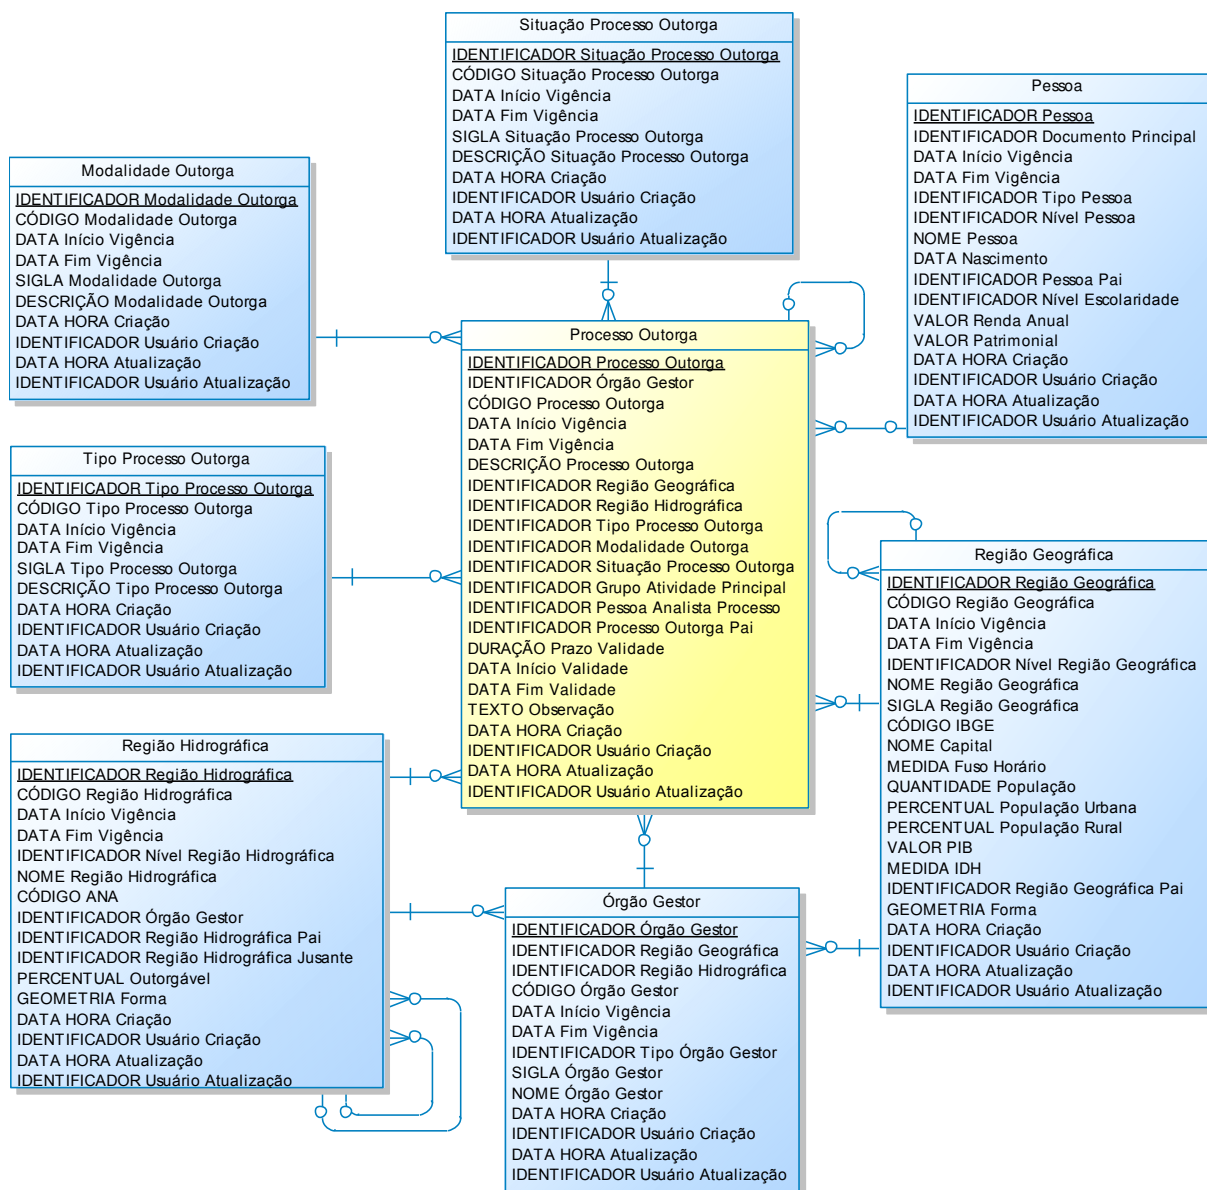 Situação Processo Outorga
IDENTIFICADOR Situação Processo Outorga
CÓDIGO Situação Processo Outorga
DATA Início Vigência
DATA Fim Vigência
SIGLA Situação Processo Outorga
DESCRIÇÃO Situação Processo Outorga
DATA HORA Criação
IDENTIFICADOR Usuário Criação
DATA HORA Atualização
IDENTIFICADOR Usuário Atualização
Pessoa
IDENTIFICADOR Pessoa
IDENTIFICADOR Documento Principal
DATA Início Vigência
DATA Fim Vigência
IDENTIFICADOR Tipo Pessoa
IDENTIFICADOR Nível Pessoa
NOME Pessoa
DATA Nascimento
IDENTIFICADOR Pessoa Pai
IDENTIFICADOR Nível Escolaridade
VALOR Renda Anual
VALOR Patrimonial
DATA HORA Criação
IDENTIFICADOR Usuário Criação
DATA HORA Atualização
IDENTIFICADOR Usuário Atualização
Modalidade Outorga
IDENTIFICADOR Modalidade Outorga
CÓDIGO Modalidade Outorga
DATA Início Vigência
DATA Fim Vigência
SIGLA Modalidade Outorga
DESCRIÇÃO Modalidade Outorga
DATA HORA Criação
IDENTIFICADOR Usuário Criação
DATA HORA Atualização
IDENTIFICADOR Usuário Atualização
Processo Outorga
IDENTIFICADOR Processo Outorga
IDENTIFICADOR Órgão Gestor
CÓDIGO Processo Outorga
DATA Início Vigência
DATA Fim Vigência
DESCRIÇÃO Processo Outorga
IDENTIFICADOR Região Geográfica
IDENTIFICADOR Região Hidrográfica
IDENTIFICADOR Tipo Processo Outorga
IDENTIFICADOR Modalidade Outorga
IDENTIFICADOR Situação Processo Outorga
IDENTIFICADOR Grupo Atividade Principal
IDENTIFICADOR Pessoa Analista Processo
IDENTIFICADOR Processo Outorga Pai
DURAÇÃO Prazo Validade
DATA Início Validade
DATA Fim Validade
TEXTO Observação
DATA HORA Criação
IDENTIFICADOR Usuário Criação
DATA HORA Atualização
IDENTIFICADOR Usuário Atualização
Tipo Processo Outorga
IDENTIFICADOR Tipo Processo Outorga
CÓDIGO Tipo Processo Outorga
DATA Início Vigência
DATA Fim Vigência
SIGLA Tipo Processo Outorga
DESCRIÇÃO Tipo Processo Outorga
DATA HORA Criação
IDENTIFICADOR Usuário Criação
DATA HORA Atualização
IDENTIFICADOR Usuário Atualização
Região Geográfica
IDENTIFICADOR Região Geográfica
CÓDIGO Região Geográfica
DATA Início Vigência
DATA Fim Vigência
IDENTIFICADOR Nível Região Geográfica
NOME Região Geográfica
SIGLA Região Geográfica
CÓDIGO IBGE
NOME Capital
MEDIDA Fuso Horário
QUANTIDADE População
PERCENTUAL População Urbana
PERCENTUAL População Rural
VALOR PIB
MEDIDA IDH
IDENTIFICADOR Região Geográfica Pai
GEOMETRIA Forma
DATA HORA Criação
IDENTIFICADOR Usuário Criação
DATA HORA Atualização
IDENTIFICADOR Usuário Atualização
Região Hidrográfica
IDENTIFICADOR Região Hidrográfica
CÓDIGO Região Hidrográfica
DATA Início Vigência
DATA Fim Vigência
IDENTIFICADOR Nível Região Hidrográfica
NOME Região Hidrográfica
CÓDIGO ANA
IDENTIFICADOR Órgão Gestor
IDENTIFICADOR Região Hidrográfica Pai
IDENTIFICADOR Região Hidrográfica Jusante
PERCENTUAL Outorgável
GEOMETRIA Forma
DATA HORA Criação
IDENTIFICADOR Usuário Criação
DATA HORA Atualização
IDENTIFICADOR Usuário Atualização
Órgão Gestor
IDENTIFICADOR Órgão Gestor
IDENTIFICADOR Região Geográfica
IDENTIFICADOR Região Hidrográfica
CÓDIGO Órgão Gestor
DATA Início Vigência
DATA Fim Vigência
IDENTIFICADOR Tipo Órgão Gestor
SIGLA Órgão Gestor
NOME Órgão Gestor
DATA HORA Criação
IDENTIFICADOR Usuário Criação
DATA HORA Atualização
IDENTIFICADOR Usuário Atualização